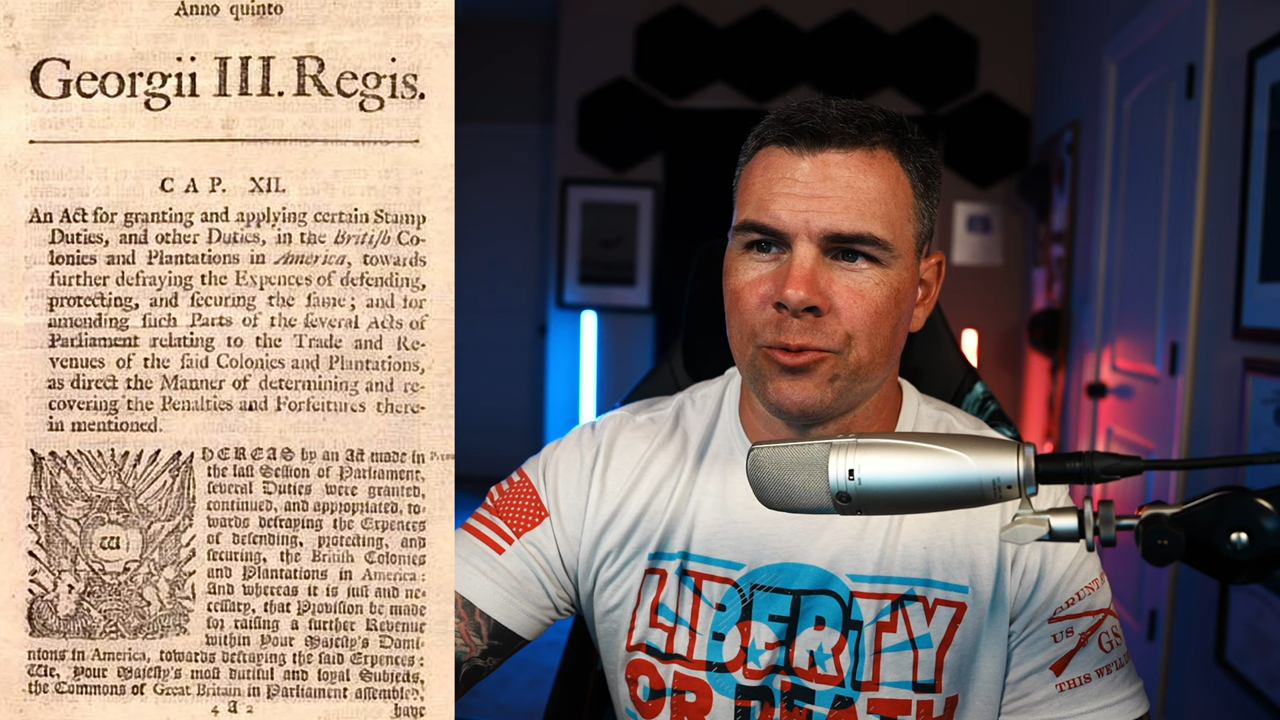 Anno quinto
Georgii III. Regis.
CAP. XII.
An Act for granting and applying certain Stamp
Duties, and other Duties, in the British Co-
lonies and Plantations in America, towards
further defraying the Expences of defending,
protecting, and securing the same; and for
amending such Parts of the several Acts of
Parliament relating to the Trade and Re-
venues of the said Colonies and Plantations,
as direct the Manner of determining and re-
covering the Penalties and Forfeitures there-
in mentioned.
HEREAS by an Act made in
the last Session of Parliament,
several Duties were granted,
continued, and appropriated, to-
wards defraying the Expences
of defending, protecting, and
securing, the British Colonies
and Plantations in America:
And whereas it is just and ne-
cessary, that Provision be made
for raising a further Revenue
within Your Majesty's Domi-
nions in America, towards defraying the said Expences:
We, Your Majesty's most dutiful and loyal Subjects,
the Commons of Great Britain in Parliament assembled,
4 a 2
have
LIBERTY
OR DEATH
GRUNT
US
GS
THIS WE'LL